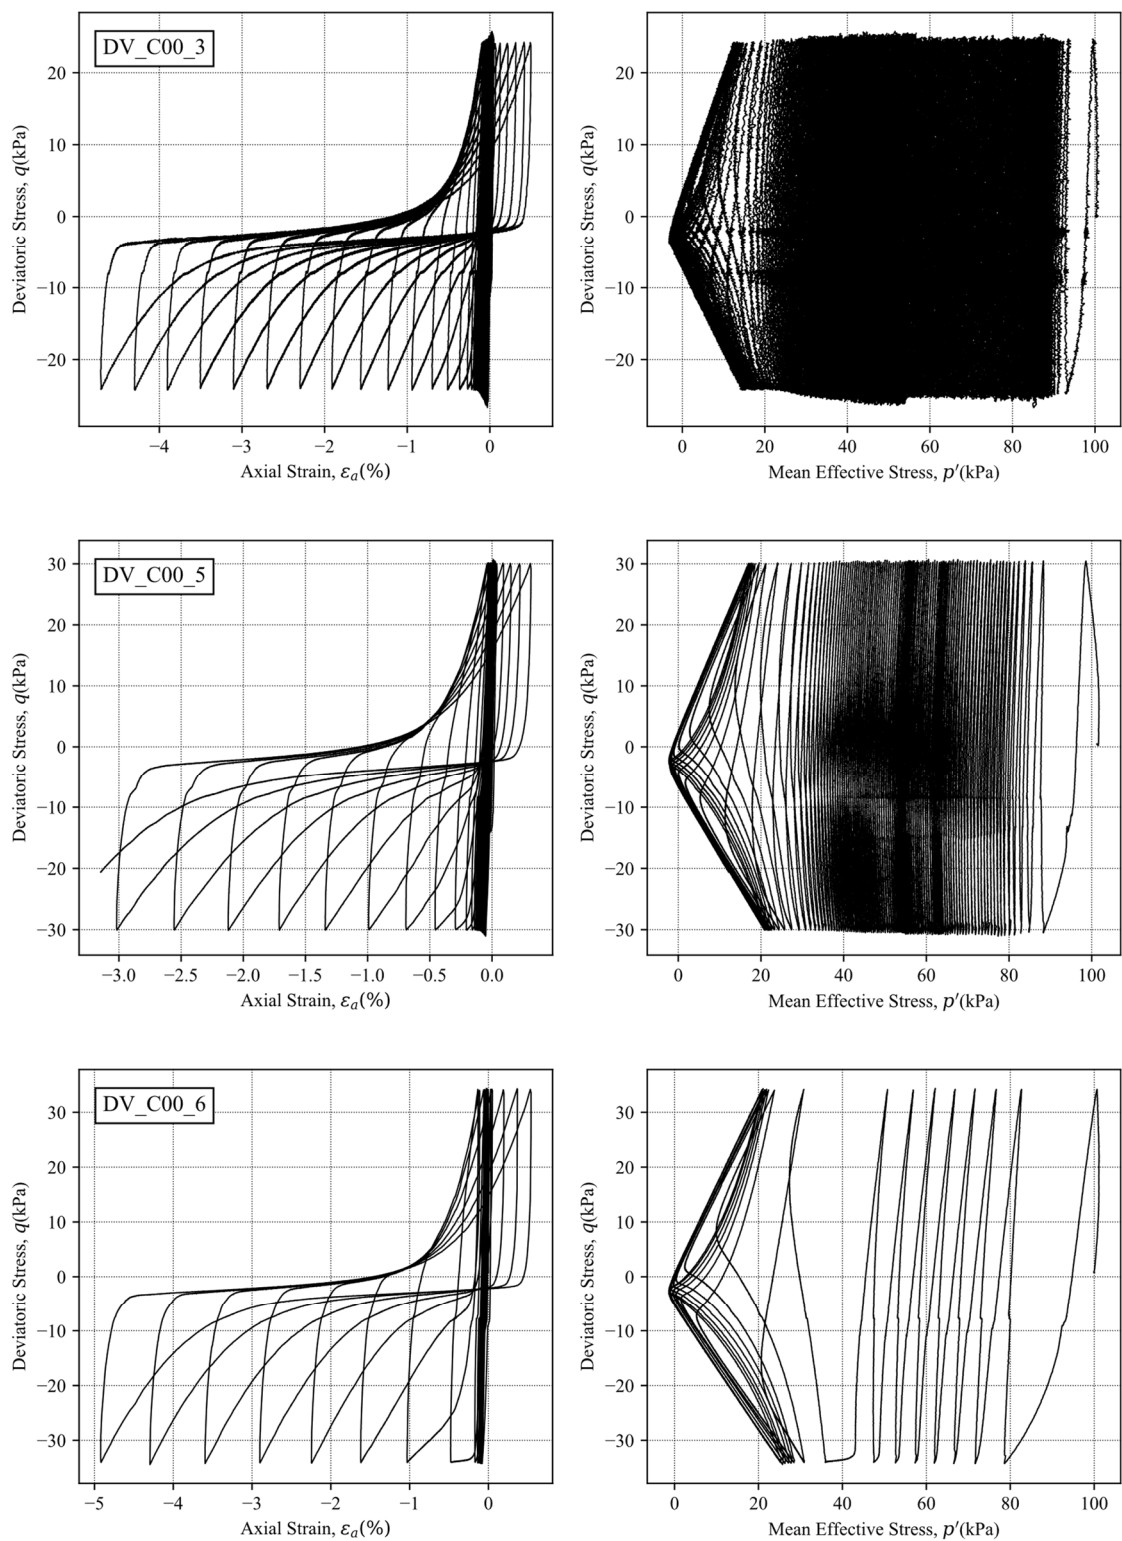 DV_C00_3
20
10
0
−10
−20
Deviatoric Stress, q(kPa)
−4 −3 −2 −1 0
Axial Strain, εₐ(%)
20
10
0
−10
−20
Deviatoric Stress, q(kPa)
0 20 40 60 80 100
Mean Effective Stress, p′(kPa)
DV_C00_5
30
20
10
0
−10
−20
−30
Deviatoric Stress, q(kPa)
−3.0 −2.5 −2.0 −1.5 −1.0 −0.5 0.0
Axial Strain, εₐ(%)
30
20
10
0
−10
−20
−30
Deviatoric Stress, q(kPa)
0 20 40 60 80 100
Mean Effective Stress, p′(kPa)
DV_C00_6
30
20
10
0
−10
−20
−30
Deviatoric Stress, q(kPa)
−5 −4 −3 −2 −1 0
Axial Strain, εₐ(%)
30
20
10
0
−10
−20
−30
Deviatoric Stress, q(kPa)
0 20 40 60 80 100
Mean Effective Stress, p′(kPa)